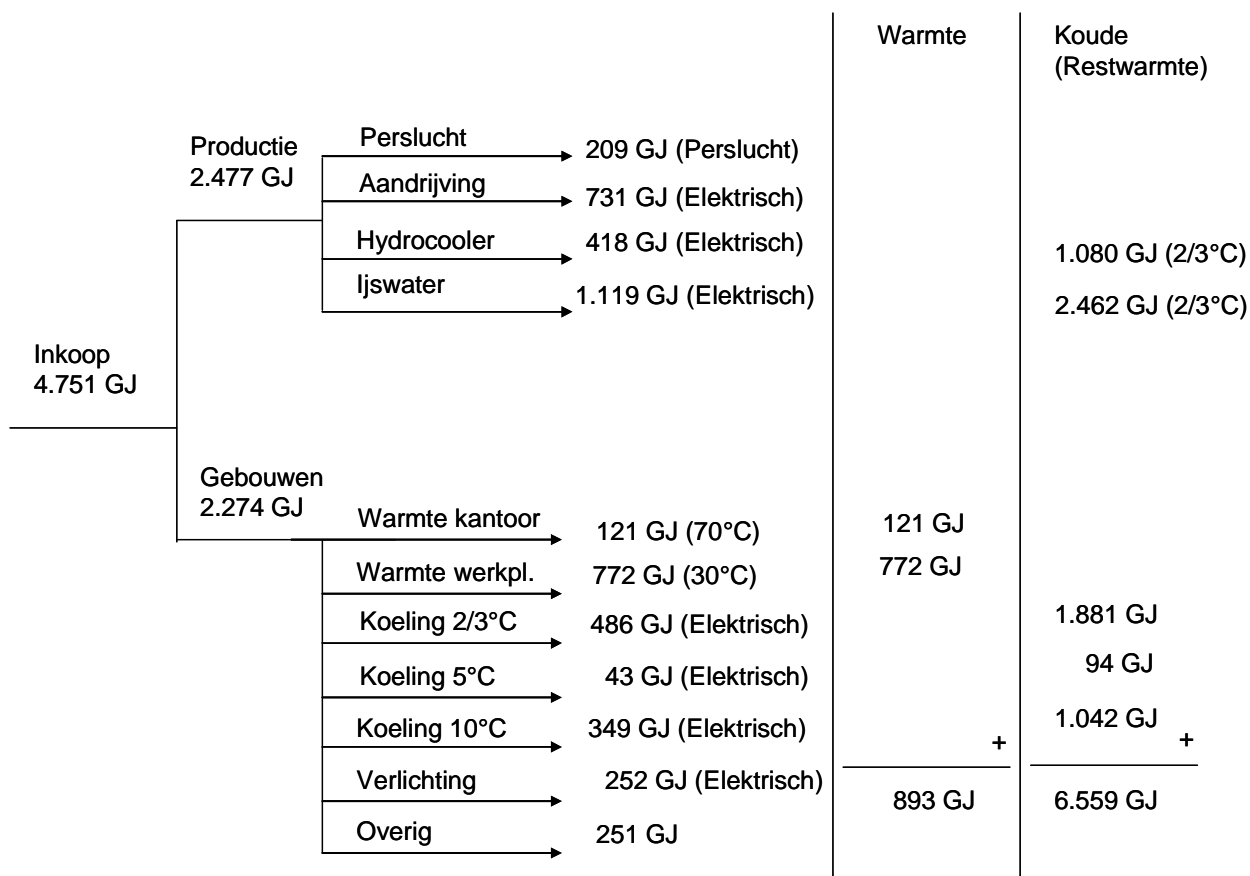 Warmte
Koude
(Restwarmte)
Productie
2.477 GJ
Perslucht
209 GJ (Perslucht)
Aandrijving
731 GJ (Elektrisch)
Hydrocooler
418 GJ (Elektrisch)
1.080 GJ (2/3°C)
Ijswater
1.119 GJ (Elektrisch)
2.462 GJ (2/3°C)
Inkoop
4.751 GJ
Gebouwen
2.274 GJ
Warmte kantoor
121 GJ (70°C)
121 GJ
Warmte werkpl.
772 GJ (30°C)
772 GJ
Koeling 2/3°C
486 GJ (Elektrisch)
1.881 GJ
Koeling 5°C
43 GJ (Elektrisch)
94 GJ
Koeling 10°C
349 GJ (Elektrisch)
1.042 GJ
+
+
Verlichting
252 GJ (Elektrisch)
893 GJ
6.559 GJ
Overig
251 GJ